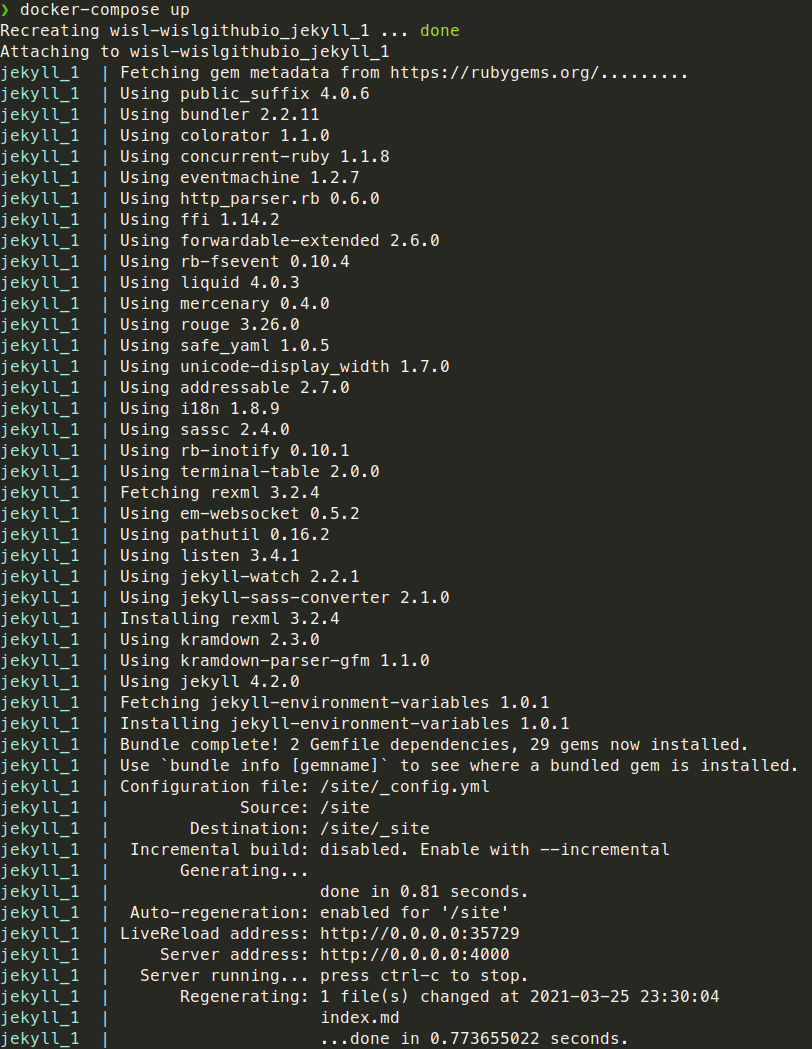 ❯ docker-compose up
Recreating wisl-wislgithubio_jekyll_1 ... done
Attaching to wisl-wislgithubio_jekyll_1
jekyll_1  | Fetching gem metadata from https://rubygems.org/.........
jekyll_1  | Using public_suffix 4.0.6
jekyll_1  | Using bundler 2.2.11
jekyll_1  | Using colorator 1.1.0
jekyll_1  | Using concurrent-ruby 1.1.8
jekyll_1  | Using eventmachine 1.2.7
jekyll_1  | Using http_parser.rb 0.6.0
jekyll_1  | Using ffi 1.14.2
jekyll_1  | Using forwardable-extended 2.6.0
jekyll_1  | Using rb-fsevent 0.10.4
jekyll_1  | Using liquid 4.0.3
jekyll_1  | Using mercenary 0.4.0
jekyll_1  | Using rouge 3.26.0
jekyll_1  | Using safe_yaml 1.0.5
jekyll_1  | Using unicode-display_width 1.7.0
jekyll_1  | Using addressable 2.7.0
jekyll_1  | Using i18n 1.8.9
jekyll_1  | Using sassc 2.4.0
jekyll_1  | Using rb-inotify 0.10.1
jekyll_1  | Using terminal-table 2.0.0
jekyll_1  | Fetching rexml 3.2.4
jekyll_1  | Using em-websocket 0.5.2
jekyll_1  | Using pathutil 0.16.2
jekyll_1  | Using listen 3.4.1
jekyll_1  | Using jekyll-watch 2.2.1
jekyll_1  | Using jekyll-sass-converter 2.1.0
jekyll_1  | Installing rexml 3.2.4
jekyll_1  | Using kramdown 2.3.0
jekyll_1  | Using kramdown-parser-gfm 1.1.0
jekyll_1  | Using jekyll 4.2.0
jekyll_1  | Fetching jekyll-environment-variables 1.0.1
jekyll_1  | Installing jekyll-environment-variables 1.0.1
jekyll_1  | Bundle complete! 2 Gemfile dependencies, 29 gems now installed.
jekyll_1  | Use `bundle info [gemname]` to see where a bundled gem is installed.
jekyll_1  | Configuration file: /site/_config.yml
jekyll_1  |             Source: /site
jekyll_1  |        Destination: /site/_site
jekyll_1  |  Incremental build: disabled. Enable with --incremental
jekyll_1  |       Generating...
jekyll_1  |                     done in 0.81 seconds.
jekyll_1  |  Auto-regeneration: enabled for '/site'
jekyll_1  | LiveReload address: http://0.0.0.0:35729
jekyll_1  |     Server address: http://0.0.0.0:4000
jekyll_1  |   Server running... press ctrl-c to stop.
jekyll_1  |       Regenerating: 1 file(s) changed at 2021-03-25 23:30:04
jekyll_1  |                     index.md
jekyll_1  |                     ...done in 0.773655022 seconds.